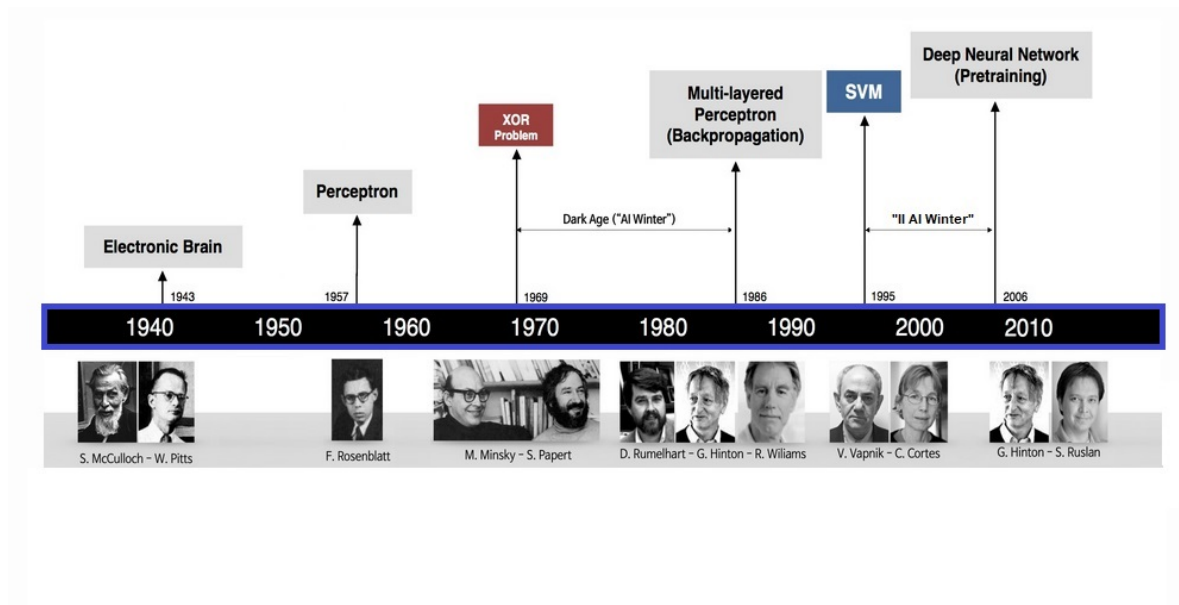 Deep Neural Network
(Pretraining)
SVM
Multi-layered
Perceptron
(Backpropagation)
XOR
Problem
Perceptron
Electronic Brain
Dark Age ("AI Winter")
"II AI Winter"
1943
1957
1969
1986
1995
2006
1940 1950 1960 1970 1980 1990 2000 2010
S. McCulloch – W. Pitts
F. Rosenblatt
M. Minsky – S. Papert
D. Rumelhart – G. Hinton – R. Wiliams
V. Vapnik – C. Cortes
G. Hinton – S. Ruslan